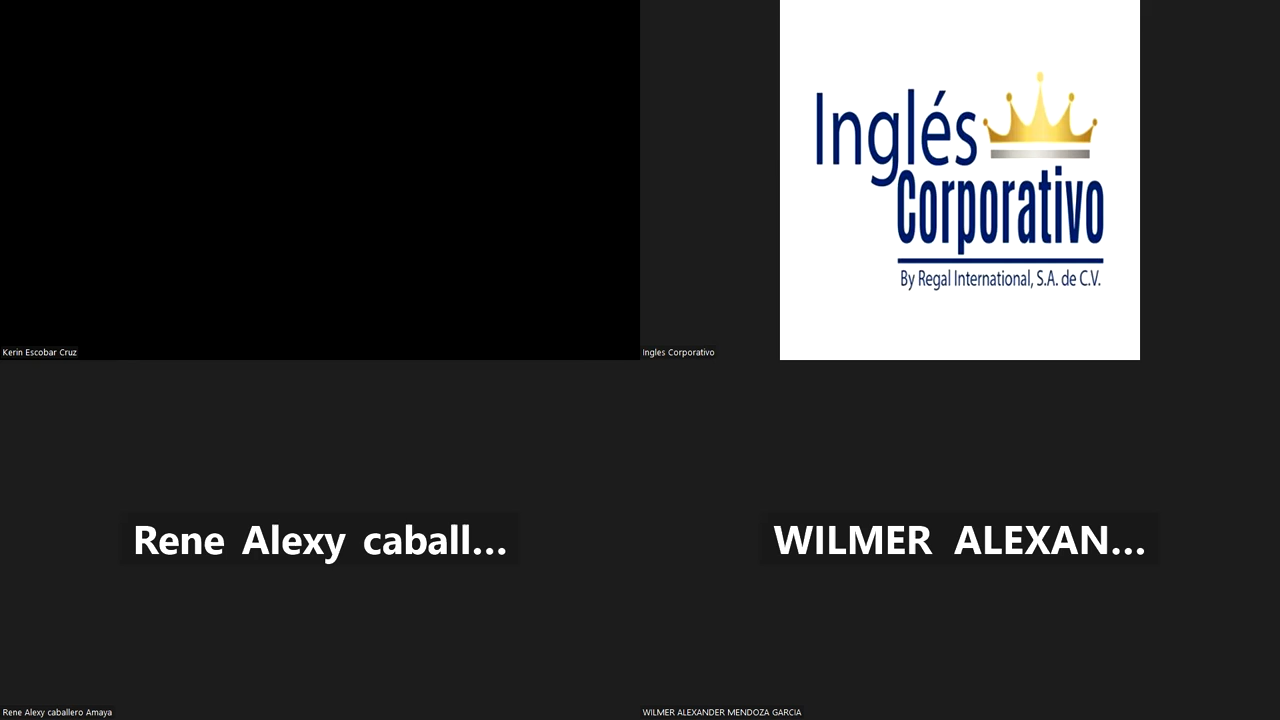 Inglés
Corporativo
By Regal International, S.A. de C.V.
Kerin Escobar Cruz
Ingles Corporativo
Rene Alexy caball...
WILMER ALEXAN...
Rene Alexy caballero Amaya
WILMER ALEXANDER MENDOZA GARCIA